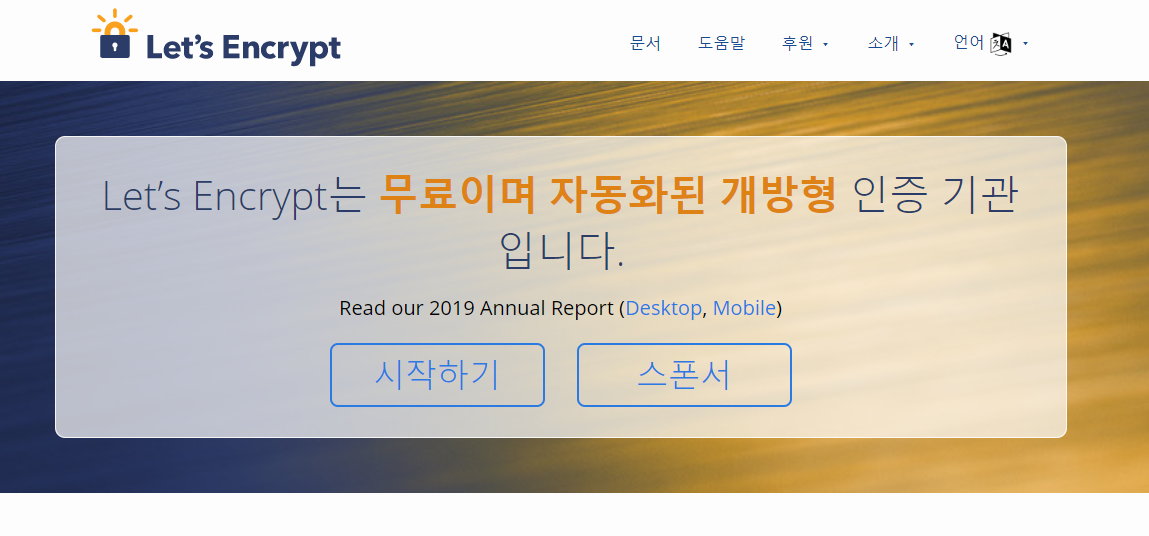 Let's Encrypt
문서 도움말 후원 소개 언어
Let’s Encrypt는 무료이며 자동화된 개방형 인증 기관
입니다.
Read our 2019 Annual Report (Desktop, Mobile)
시작하기 스폰서